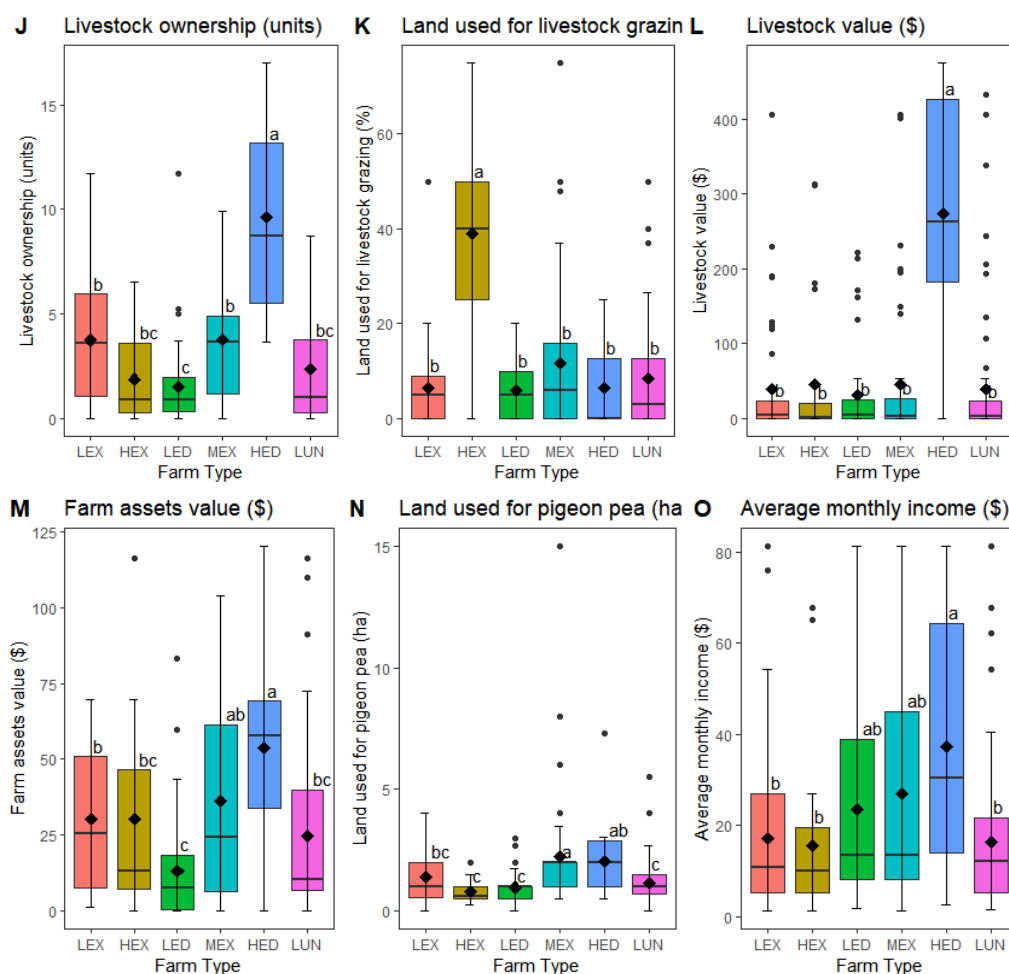 J Livestock ownership (units)
K Land used for livestock grazin
L Livestock value ($)
Livestock ownership (units)
15
10
5
0
b
bc
c
b
a
bc
LEX HEX LED MEX HED LUN
Farm Type
Land used for livestock grazing (%)
60
40
20
0
b
a
b
b
b
b
LEX HEX LED MEX HED LUN
Farm Type
Livestock value ($)
400
300
200
100
0
b
b
b
b
a
b
LEX HEX LED MEX HED LUN
Farm Type
M Farm assets value ($)
N Land used for pigeon pea (ha
O Average monthly income ($)
Farm assets value ($)
125
100
75
50
25
0
b
bc
c
ab
a
bc
LEX HEX LED MEX HED LUN
Farm Type
Land used for pigeon pea (ha)
15
10
5
0
bc
c
c
a
ab
c
LEX HEX LED MEX HED LUN
Farm Type
Average monthly income ($)
80
60
40
20
0
b
b
ab
ab
a
b
LEX HEX LED MEX HED LUN
Farm Type